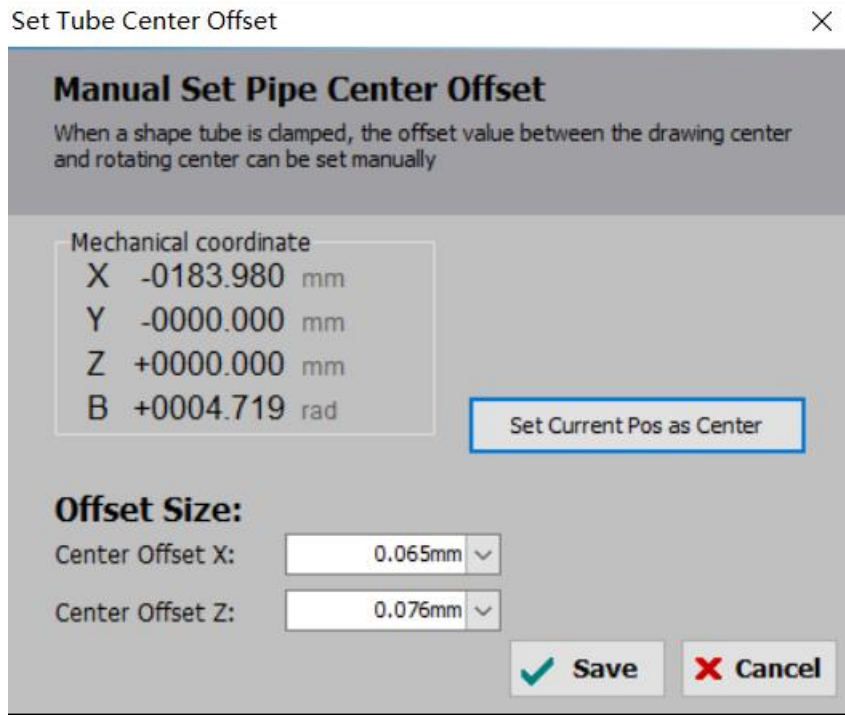 Set Tube Center Offset
Manual Set Pipe Center Offset
When a shape tube is clamped, the offset value between the drawing center
and rotating center can be set manually
Mechanical coordinate
X -0183.980 mm
Y -0000.000 mm
Z +0000.000 mm
B +0004.719 rad
Set Current Pos as Center
Offset Size:
Center Offset X: 0.065mm
Center Offset Z: 0.076mm
Save Cancel